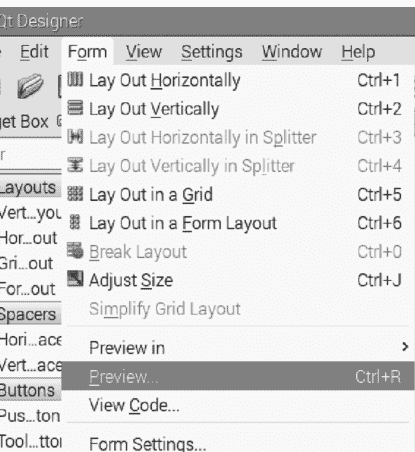 Qt Designer
Edit Form View Settings Window Help
Lay Out Horizontally Ctrl+1
Lay Out Vertically Ctrl+2
Lay Out Horizontally in Splitter Ctrl+3
Lay Out Vertically in Splitter Ctrl+4
Lay Out in a Grid Ctrl+5
Lay Out in a Form Layout Ctrl+6
Break Layout Ctrl+0
Adjust Size Ctrl+J
Simplify Grid Layout
Preview in
Preview... Ctrl+R
View Code...
Form Settings...
get Box
r
Layouts
Vert...you
Hor...out
Gri...out
For...out
Spacers
Hori...ace
Vert...ace
Buttons
Pus...ton
Tool...ttor